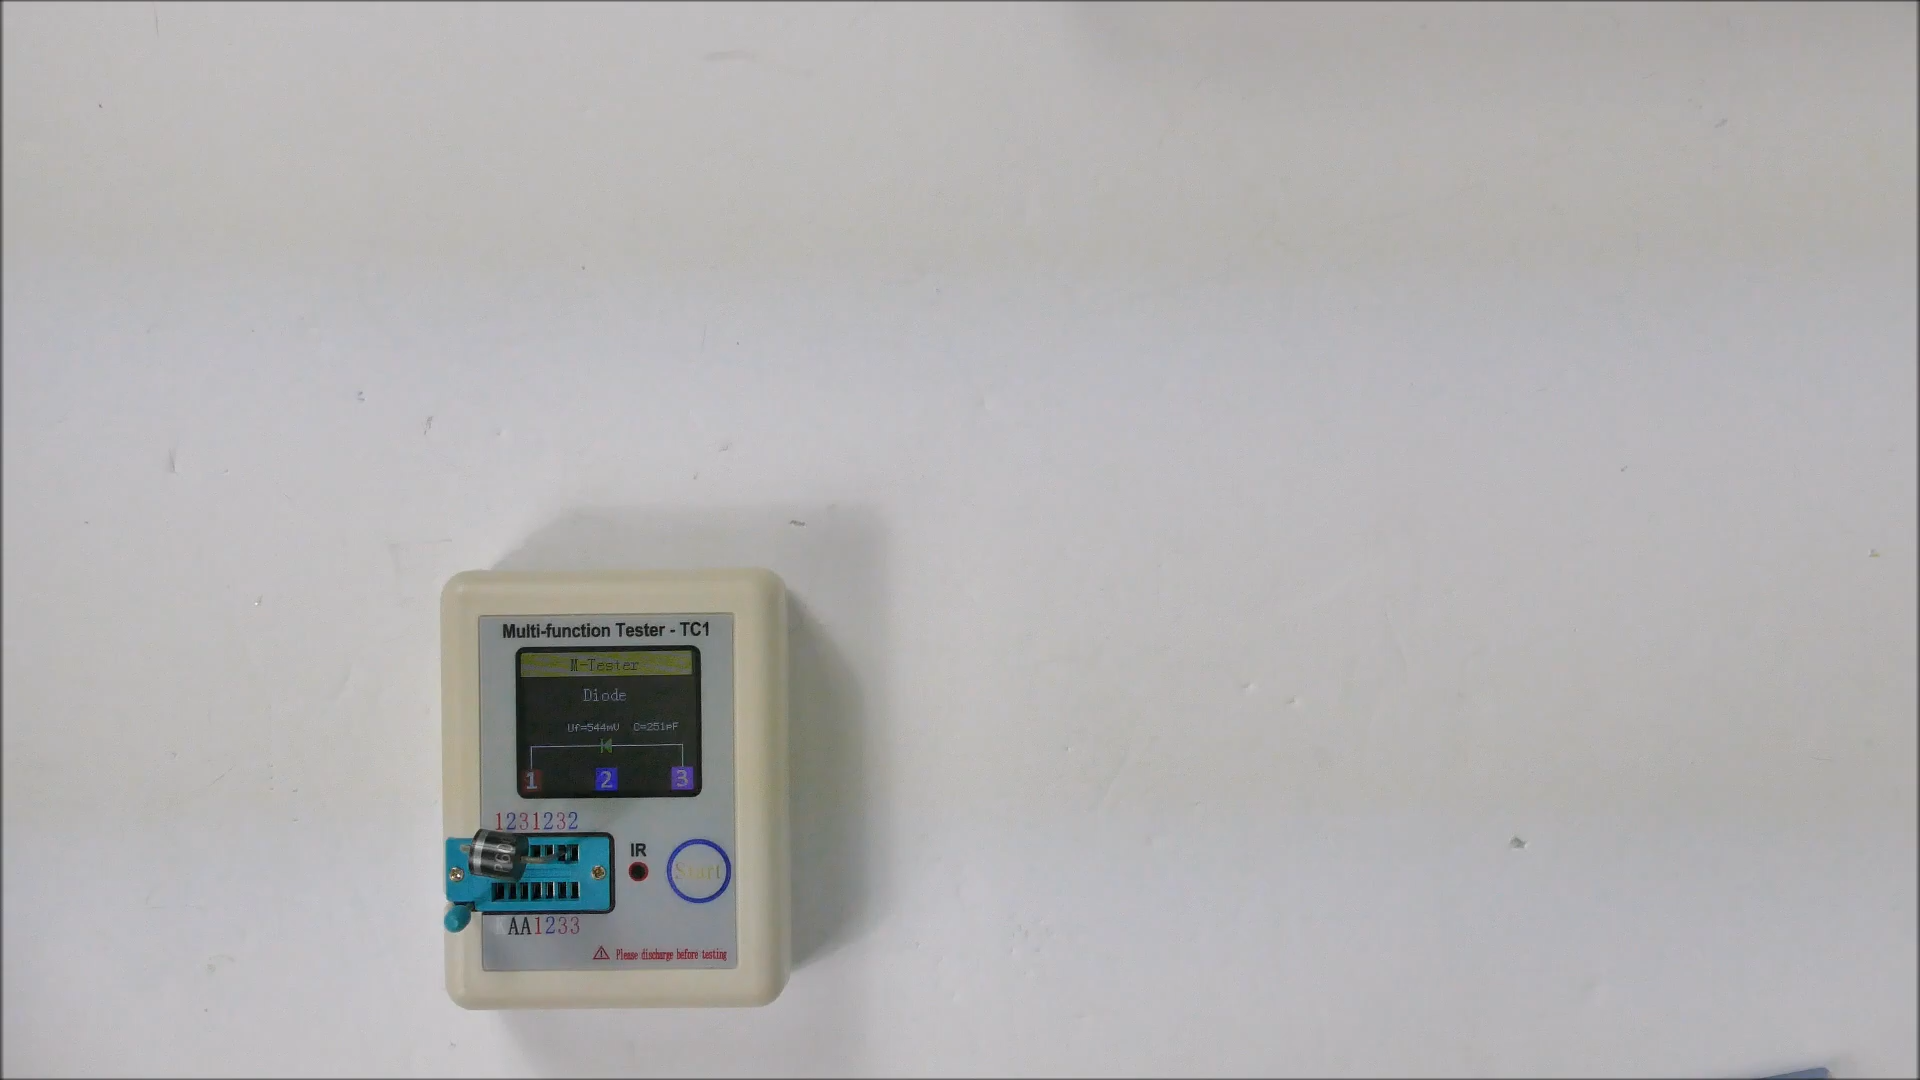 Multi-function Tester - TC1
M-Tester
Diode
Uf=544mV C=251pF
1 2 3
1231232
IR
Start
AA1233
Please discharge before testing